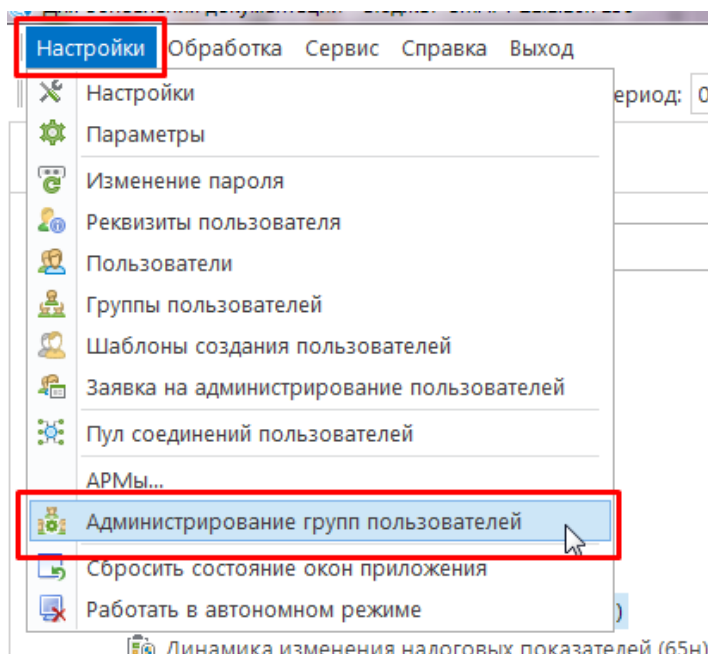 Настройки Обработка Сервис Справка Выход
Настройки
ериод: 0
Параметры
Изменение пароля
Реквизиты пользователя
Пользователи
Группы пользователей
Шаблоны создания пользователей
Заявка на администрирование пользователей
Пул соединений пользователей
АРМы...
Администрирование групп пользователей
Сбросить состояние окон приложения
Работать в автономном режиме
)
Динамика изменения налоговых показателей (65н)